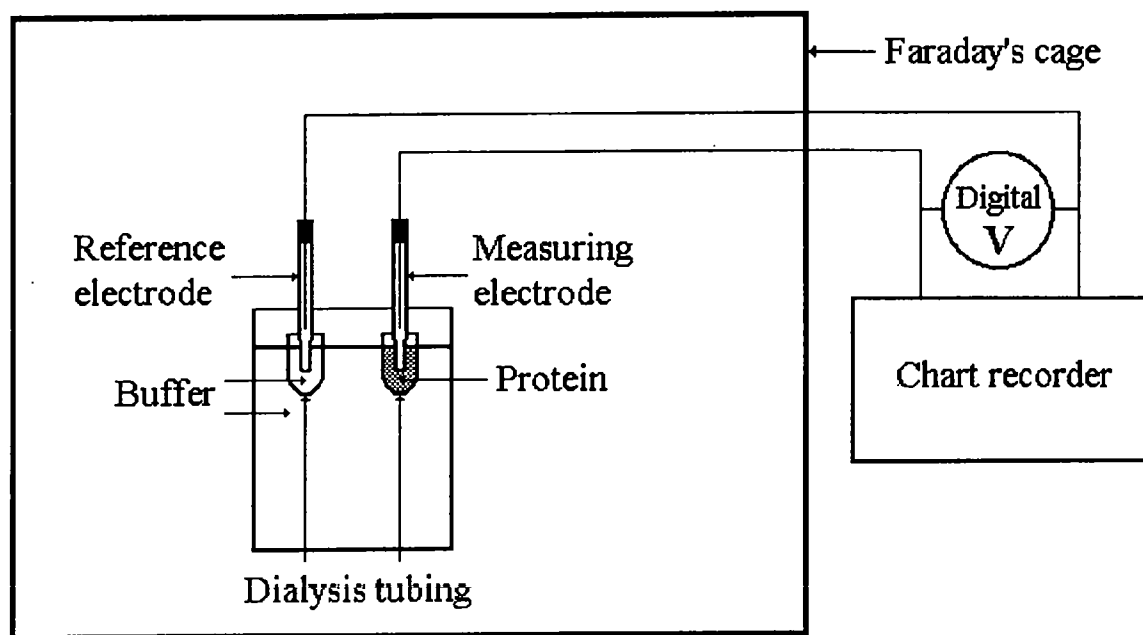 Faraday's cage
Digital
V
Reference
electrode
Measuring
electrode
Buffer
Protein
Chart recorder
Dialysis tubing